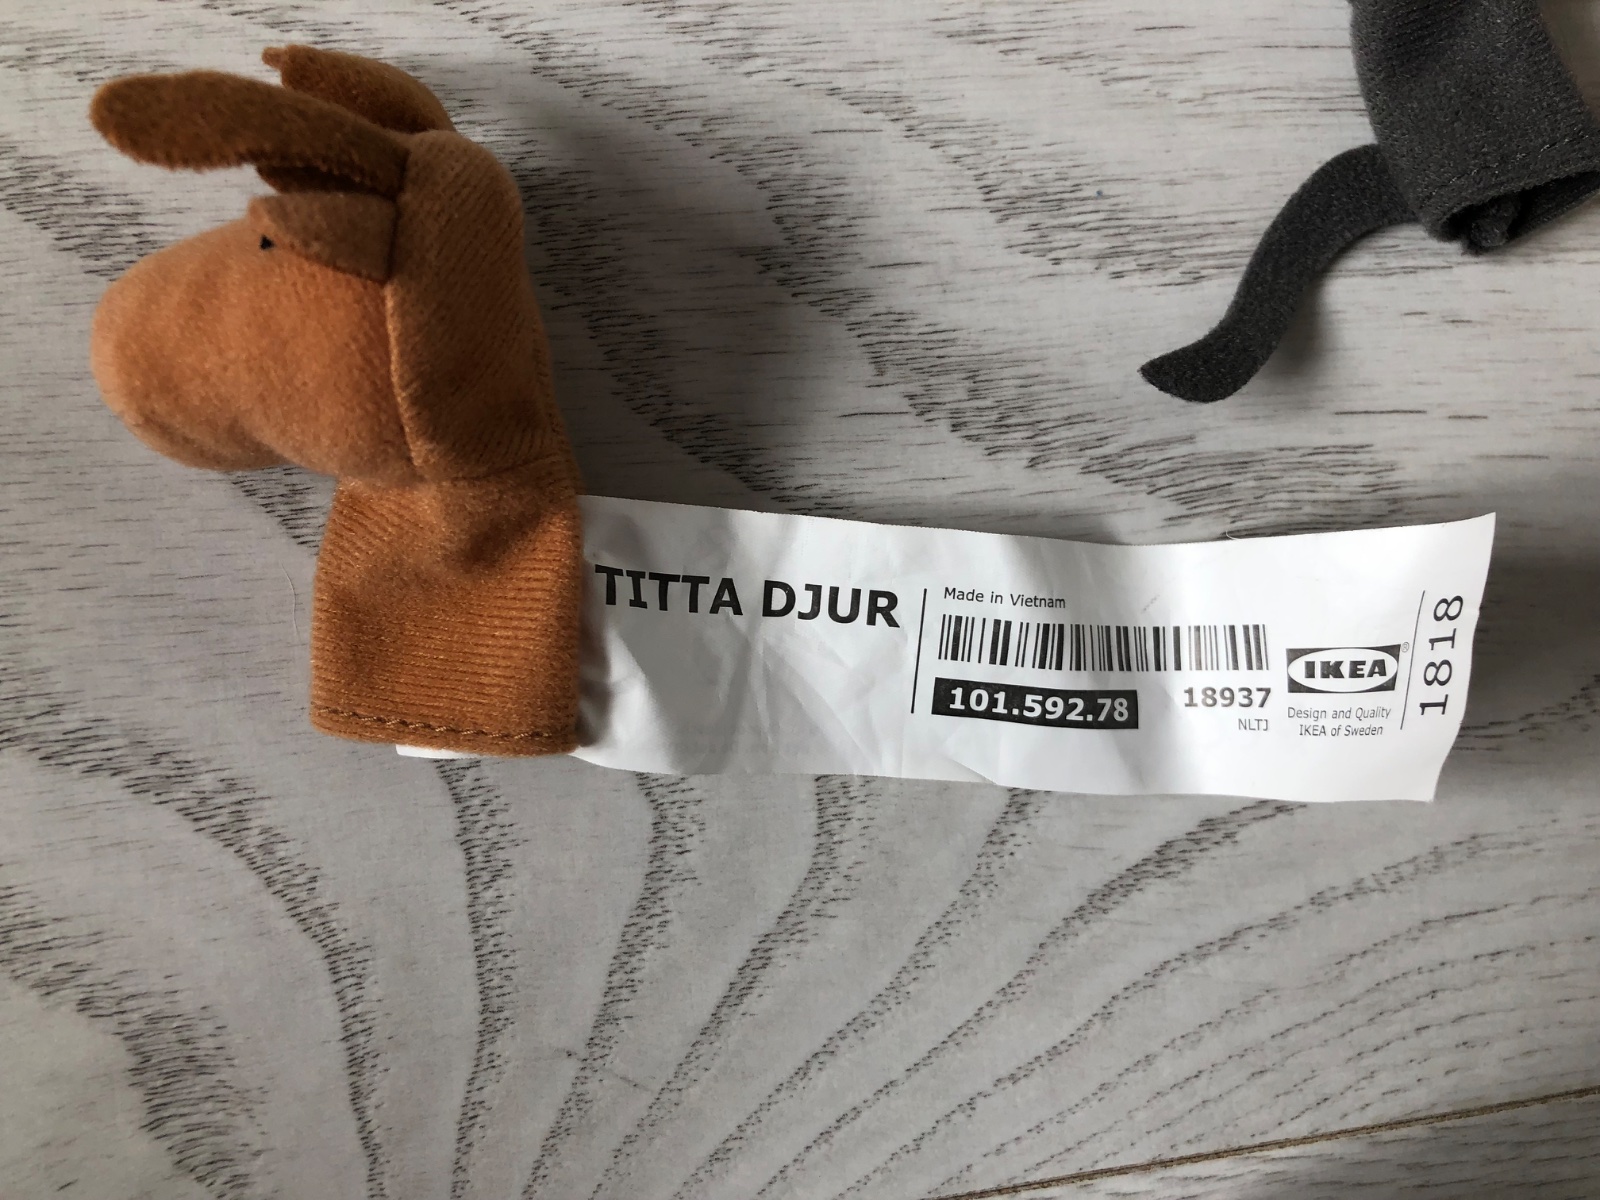 TITTA DJUR
Made in Vietnam
101.592.78
18937
NLTJ
IKEA®
Design and Quality
IKEA of Sweden
1818